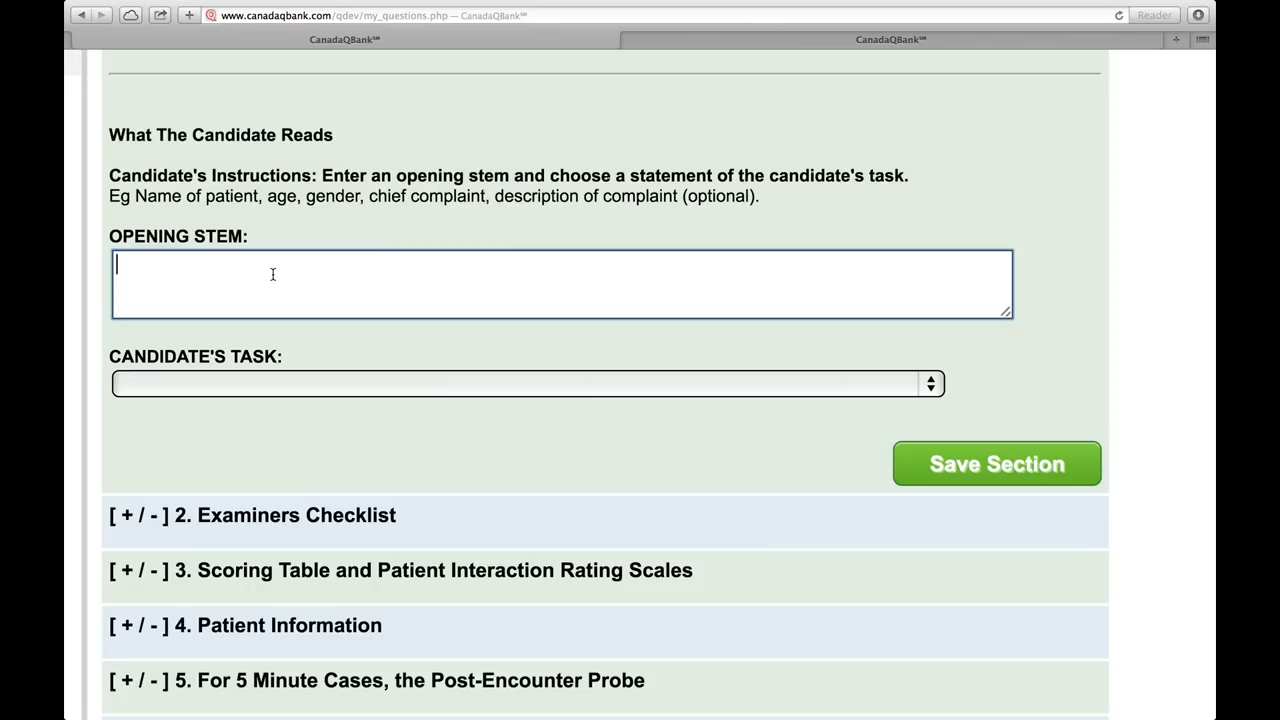 www.canadaqbank.com/qdev/my_questions.php — CanadaQBank℠
Reader
CanadaQBank℠
CanadaQBank℠
What The Candidate Reads
Candidate's Instructions: Enter an opening stem and choose a statement of the candidate's task.
Eg Name of patient, age, gender, chief complaint, description of complaint (optional).
OPENING STEM:
CANDIDATE'S TASK:
Save Section
[ + / - ] 2. Examiners Checklist
[ + / - ] 3. Scoring Table and Patient Interaction Rating Scales
[ + / - ] 4. Patient Information
[ + / - ] 5. For 5 Minute Cases, the Post-Encounter Probe